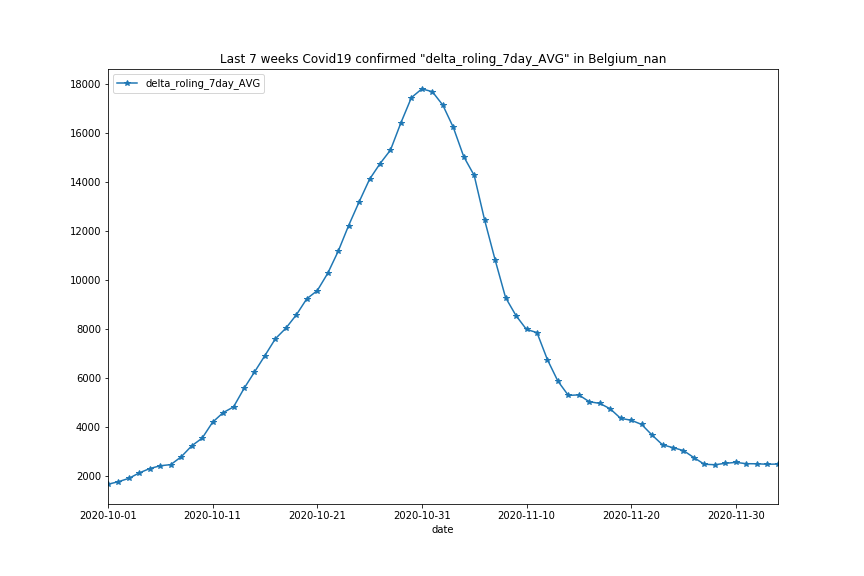 Last 7 weeks Covid19 confirmed "delta_roling_7day_AVG" in Belgium_nan
delta_roling_7day_AVG
18000
16000
14000
12000
10000
8000
6000
4000
2000
2020-10-01 2020-10-11 2020-10-21 2020-10-31 2020-11-10 2020-11-20 2020-11-30
date